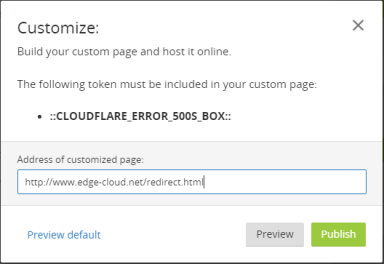 Customize:
Build your custom page and host it online.
The following token must be included in your custom page:
• ::CLOUDFLARE_ERROR_500S_BOX::
Address of customized page:
http://www.edge-cloud.net/redirect.html
Preview default
Preview
Publish